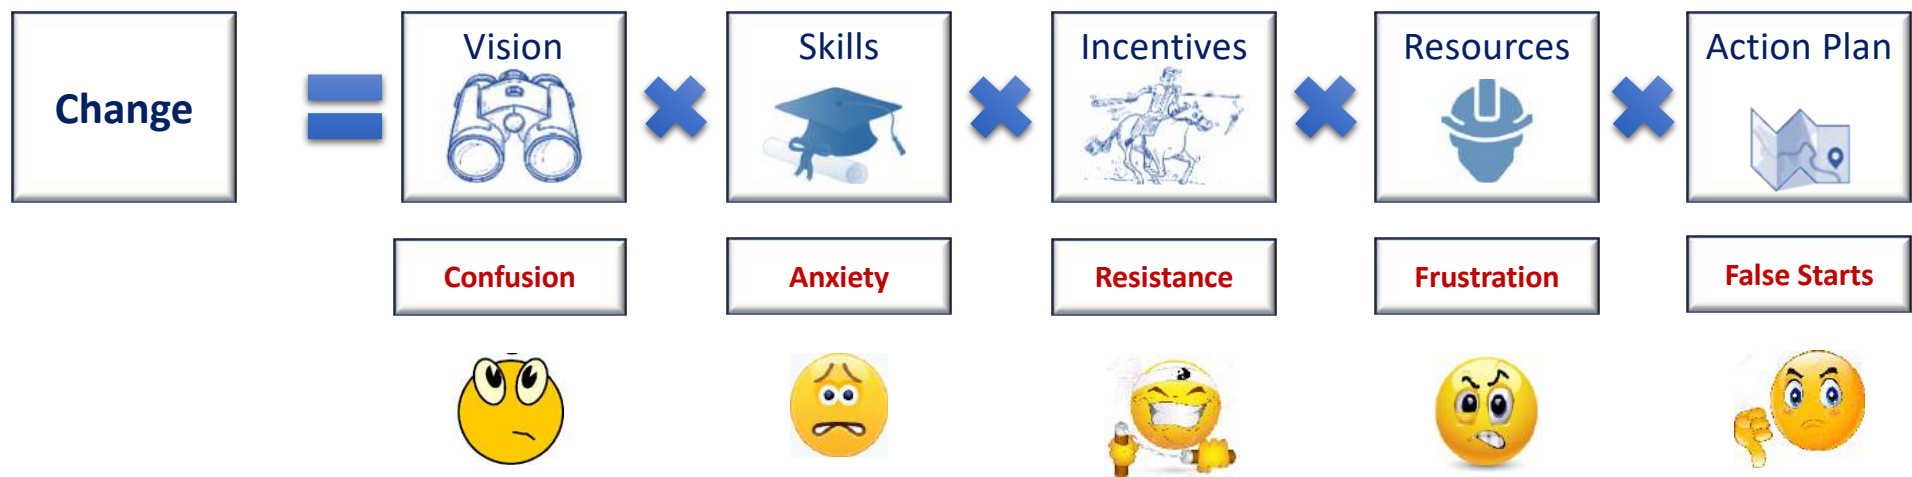 Change
Vision
Skills
Incentives
Resources
Action Plan
Confusion
Anxiety
Resistance
Frustration
False Starts